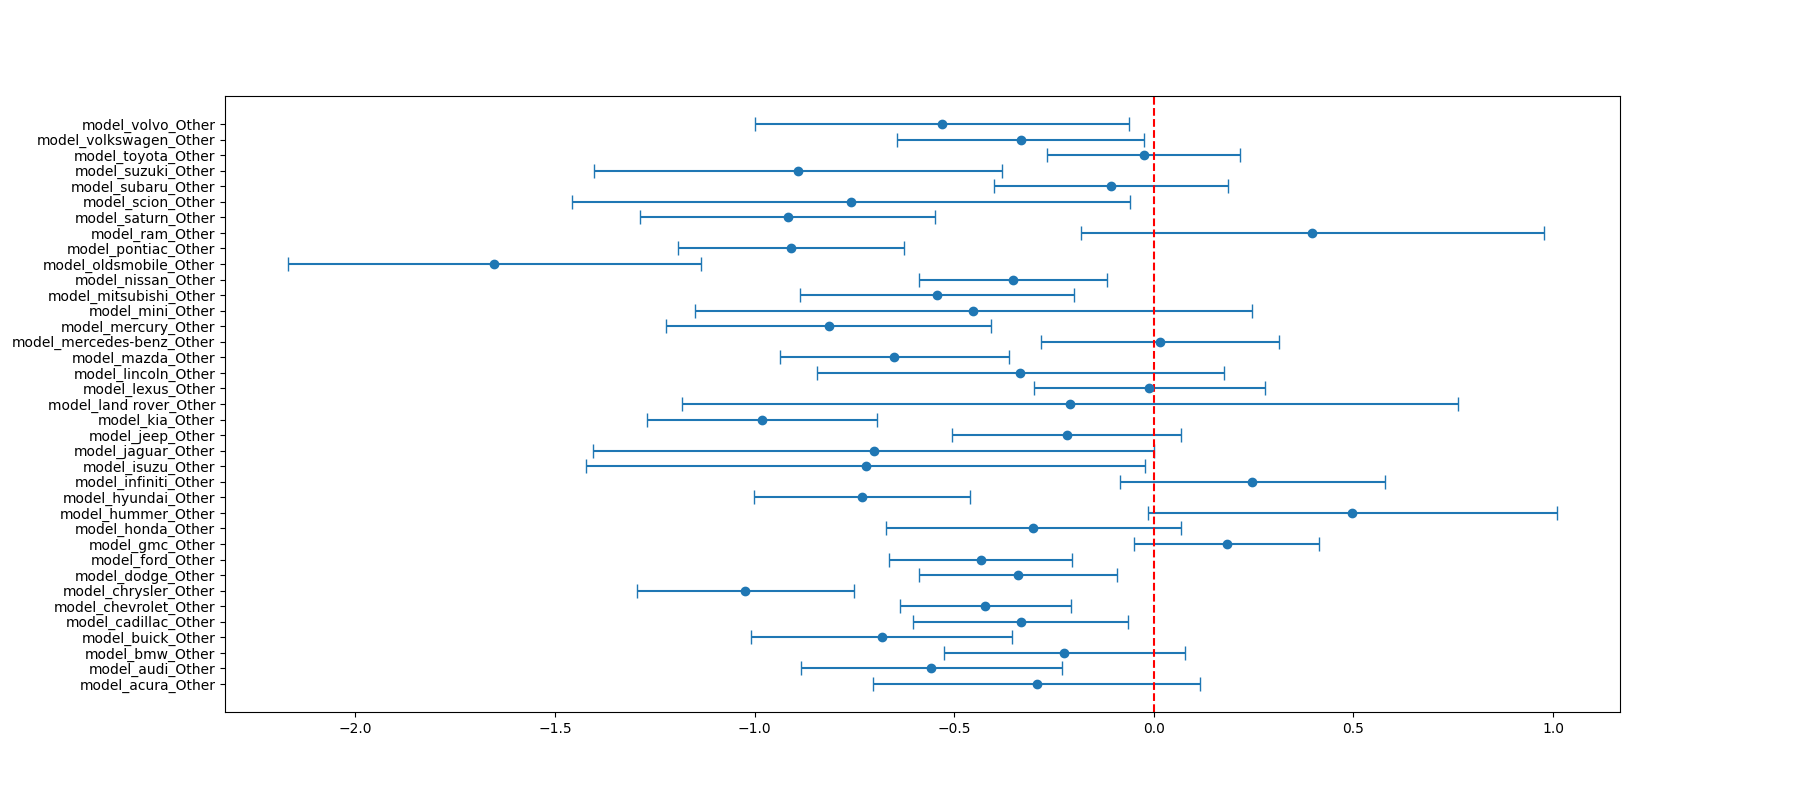 model_volvo_Other
model_volkswagen_Other
model_toyota_Other
model_suzuki_Other
model_subaru_Other
model_scion_Other
model_saturn_Other
model_ram_Other
model_pontiac_Other
model_oldsmobile_Other
model_nissan_Other
model_mitsubishi_Other
model_mini_Other
model_mercury_Other
model_mercedes-benz_Other
model_mazda_Other
model_lincoln_Other
model_lexus_Other
model_land rover_Other
model_kia_Other
model_jeep_Other
model_jaguar_Other
model_isuzu_Other
model_infiniti_Other
model_hyundai_Other
model_hummer_Other
model_honda_Other
model_gmc_Other
model_ford_Other
model_dodge_Other
model_chrysler_Other
model_chevrolet_Other
model_cadillac_Other
model_buick_Other
model_bmw_Other
model_audi_Other
model_acura_Other
−2.0 −1.5 −1.0 −0.5 0.0 0.5 1.0